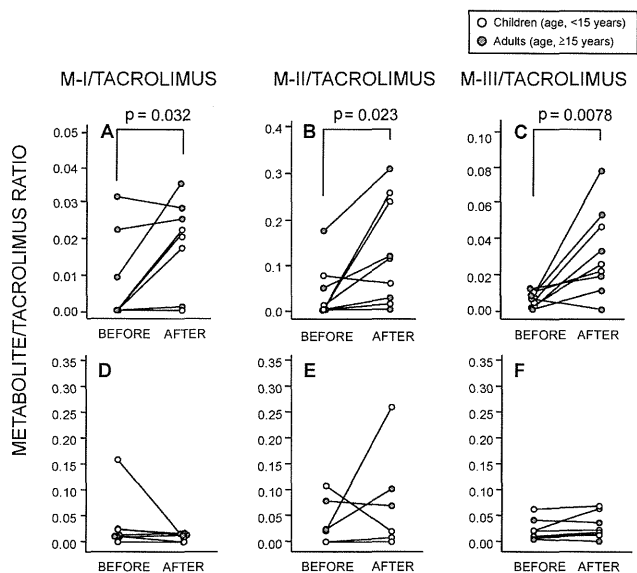 Children (age, <15 years)
Adults (age, ≥15 years)
M-I/TACROLIMUS
M-II/TACROLIMUS
M-III/TACROLIMUS
METABOLITE/TACROLIMUS RATIO
p = 0.032
A
0.05
0.04
0.03
0.02
0.01
0.00
BEFORE AFTER
p = 0.023
B
0.4
0.3
0.2
0.1
0.0
BEFORE AFTER
p = 0.0078
C
0.10
0.08
0.06
0.04
0.02
0.00
BEFORE AFTER
D
0.35
0.30
0.25
0.20
0.15
0.10
0.05
0.00
BEFORE AFTER
E
0.35
0.30
0.25
0.20
0.15
0.10
0.05
0.00
BEFORE AFTER
F
0.35
0.30
0.25
0.20
0.15
0.10
0.05
0.00
BEFORE AFTER